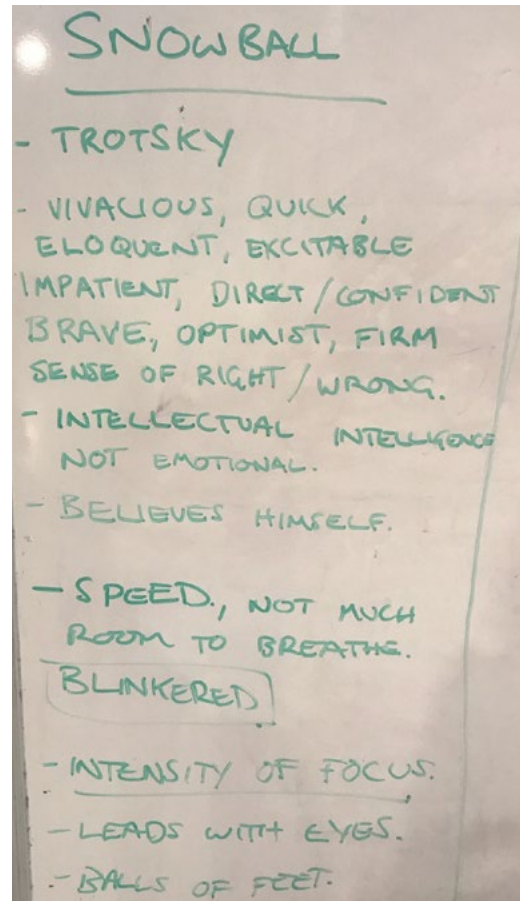 SNOWBALL
- TROTSKY
- VIVACIOUS, QUICK,
ELOQUENT, EXCITABLE
IMPATIENT, DIRECT/CONFIDENT
BRAVE, OPTIMIST, FIRM
SENSE OF RIGHT/WRONG.
- INTELLECTUAL INTELLIGENCE
NOT EMOTIONAL.
- BELIEVES HIMSELF.
- SPEED., NOT MUCH
ROOM TO BREATHE.
BLINKERED
- INTENSITY OF FOCUS.
- LEADS WITH EYES.
- BALLS OF FEET.